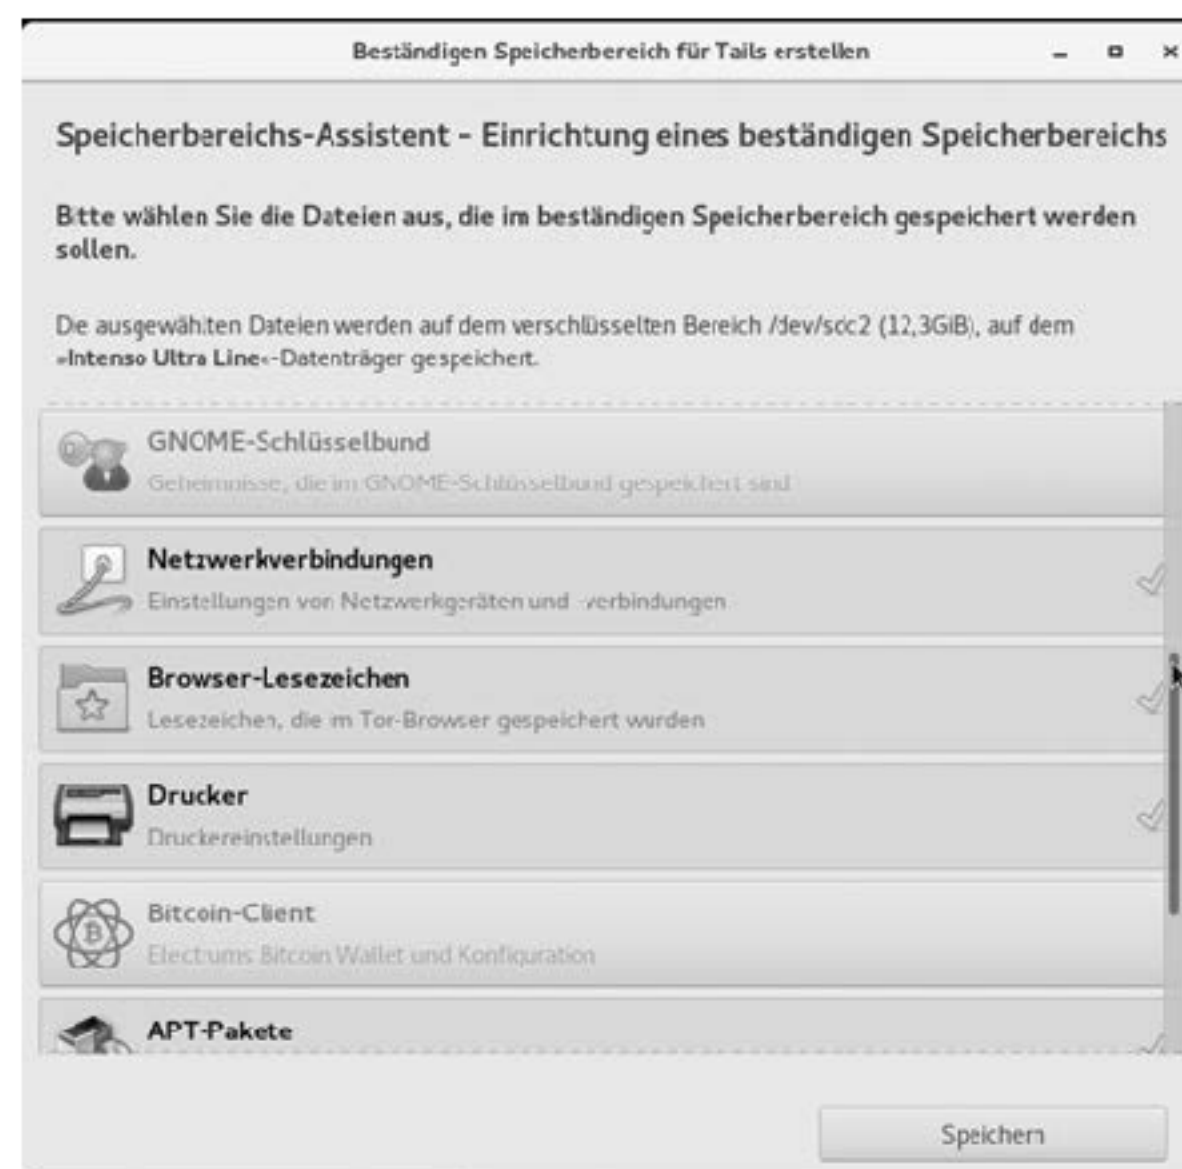 Beständigen Speicherbereich für Tails erstellen
Speicherbereichs-Assistent - Einrichtung eines beständigen Speicherbereichs
Bitte wählen Sie die Dateien aus, die im beständigen Speicherbereich gespeichert werden
sollen.
Die ausgewählten Dateien werden auf dem verschlüsselten Bereich /dev/sdc2 (12,3GiB), auf dem
»Intenso Ultra Line«-Datenträger gespeichert.
GNOME-Schlüsselbund
Geheimnisse, die im GNOME-Schlüsselbund gespeichert sind
Netzwerkverbindungen
Einstellungen von Netzwerkgeräten und -verbindungen
Browser-Lesezeichen
Lesezeichen, die im Tor-Browser gespeichert wurden
Drucker
Druckereinstellungen
Bitcoin-Client
Electrums Bitcoin Wallet und Konfiguration
APT-Pakete
Speichern